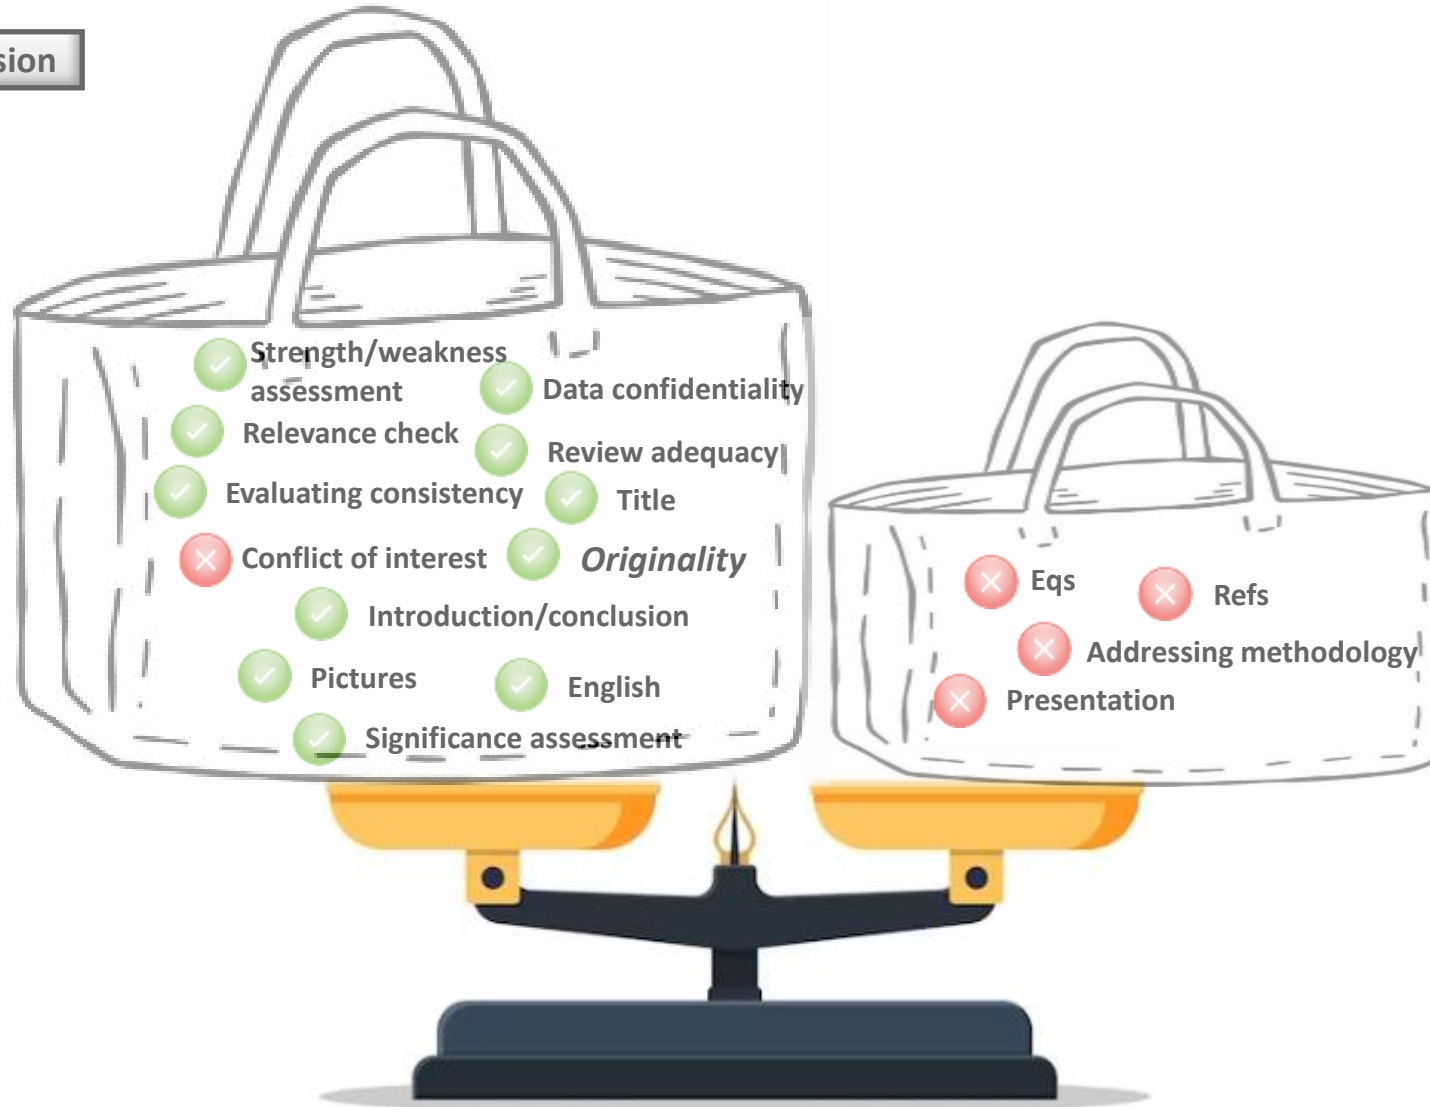 sion
Strength/weakness
assessment
Data confidentiality
Relevance check
Review adequacy
Evaluating consistency
Title
Conflict of interest
Originality
Introduction/conclusion
Pictures
English
Significance assessment
Eqs
Refs
Addressing methodology
Presentation